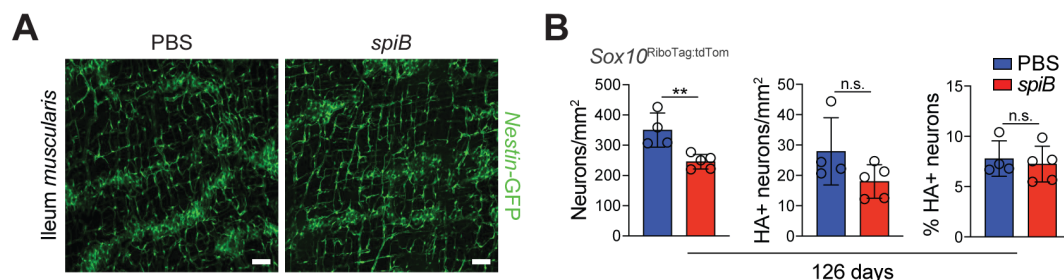 A
PBS
spiB
Ileum muscularis
Nestin-GFP
B
Sox10RiboTag:tdTom
PBS
spiB
Neurons/mm²
500
400
300
200
100
0
**
HA+ neurons/mm²
50
40
30
20
10
0
n.s.
% HA+ neurons
15
10
5
0
n.s.
126 days